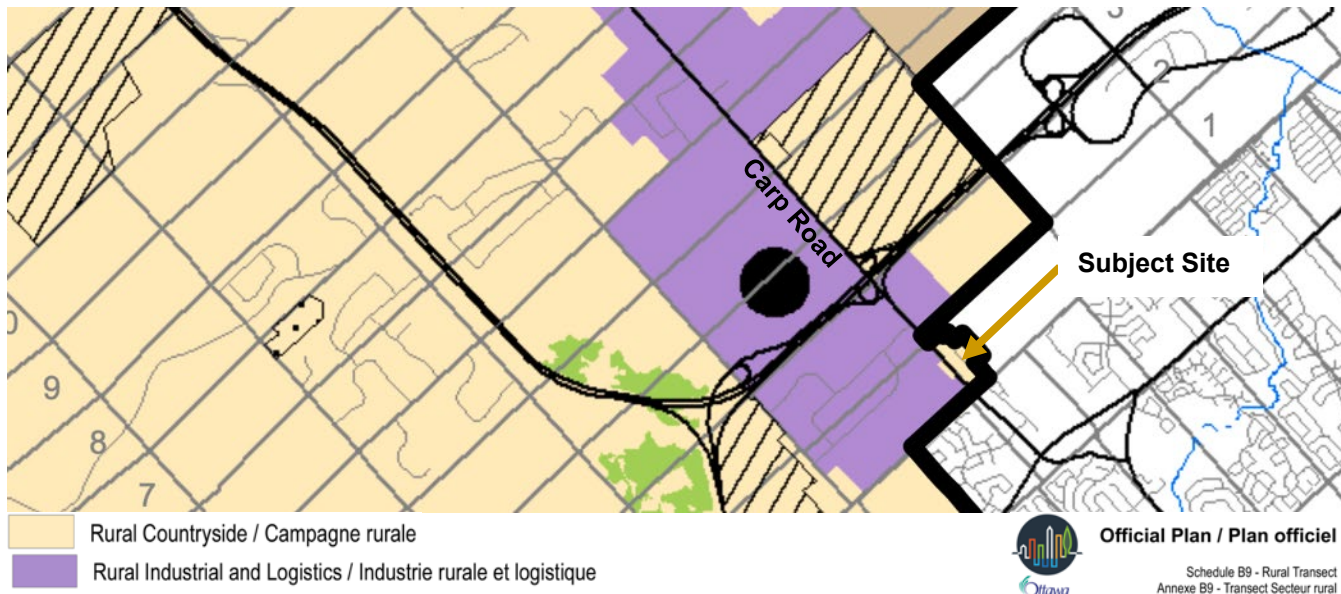 3
2
1
Carp Road
Subject Site
9
8
7
Rural Countryside / Campagne rurale
Rural Industrial and Logistics / Industrie rurale et logistique
Official Plan / Plan officiel
Schedule B9 - Rural Transect
Annexe B9 - Transect Secteur rural
Ottawa